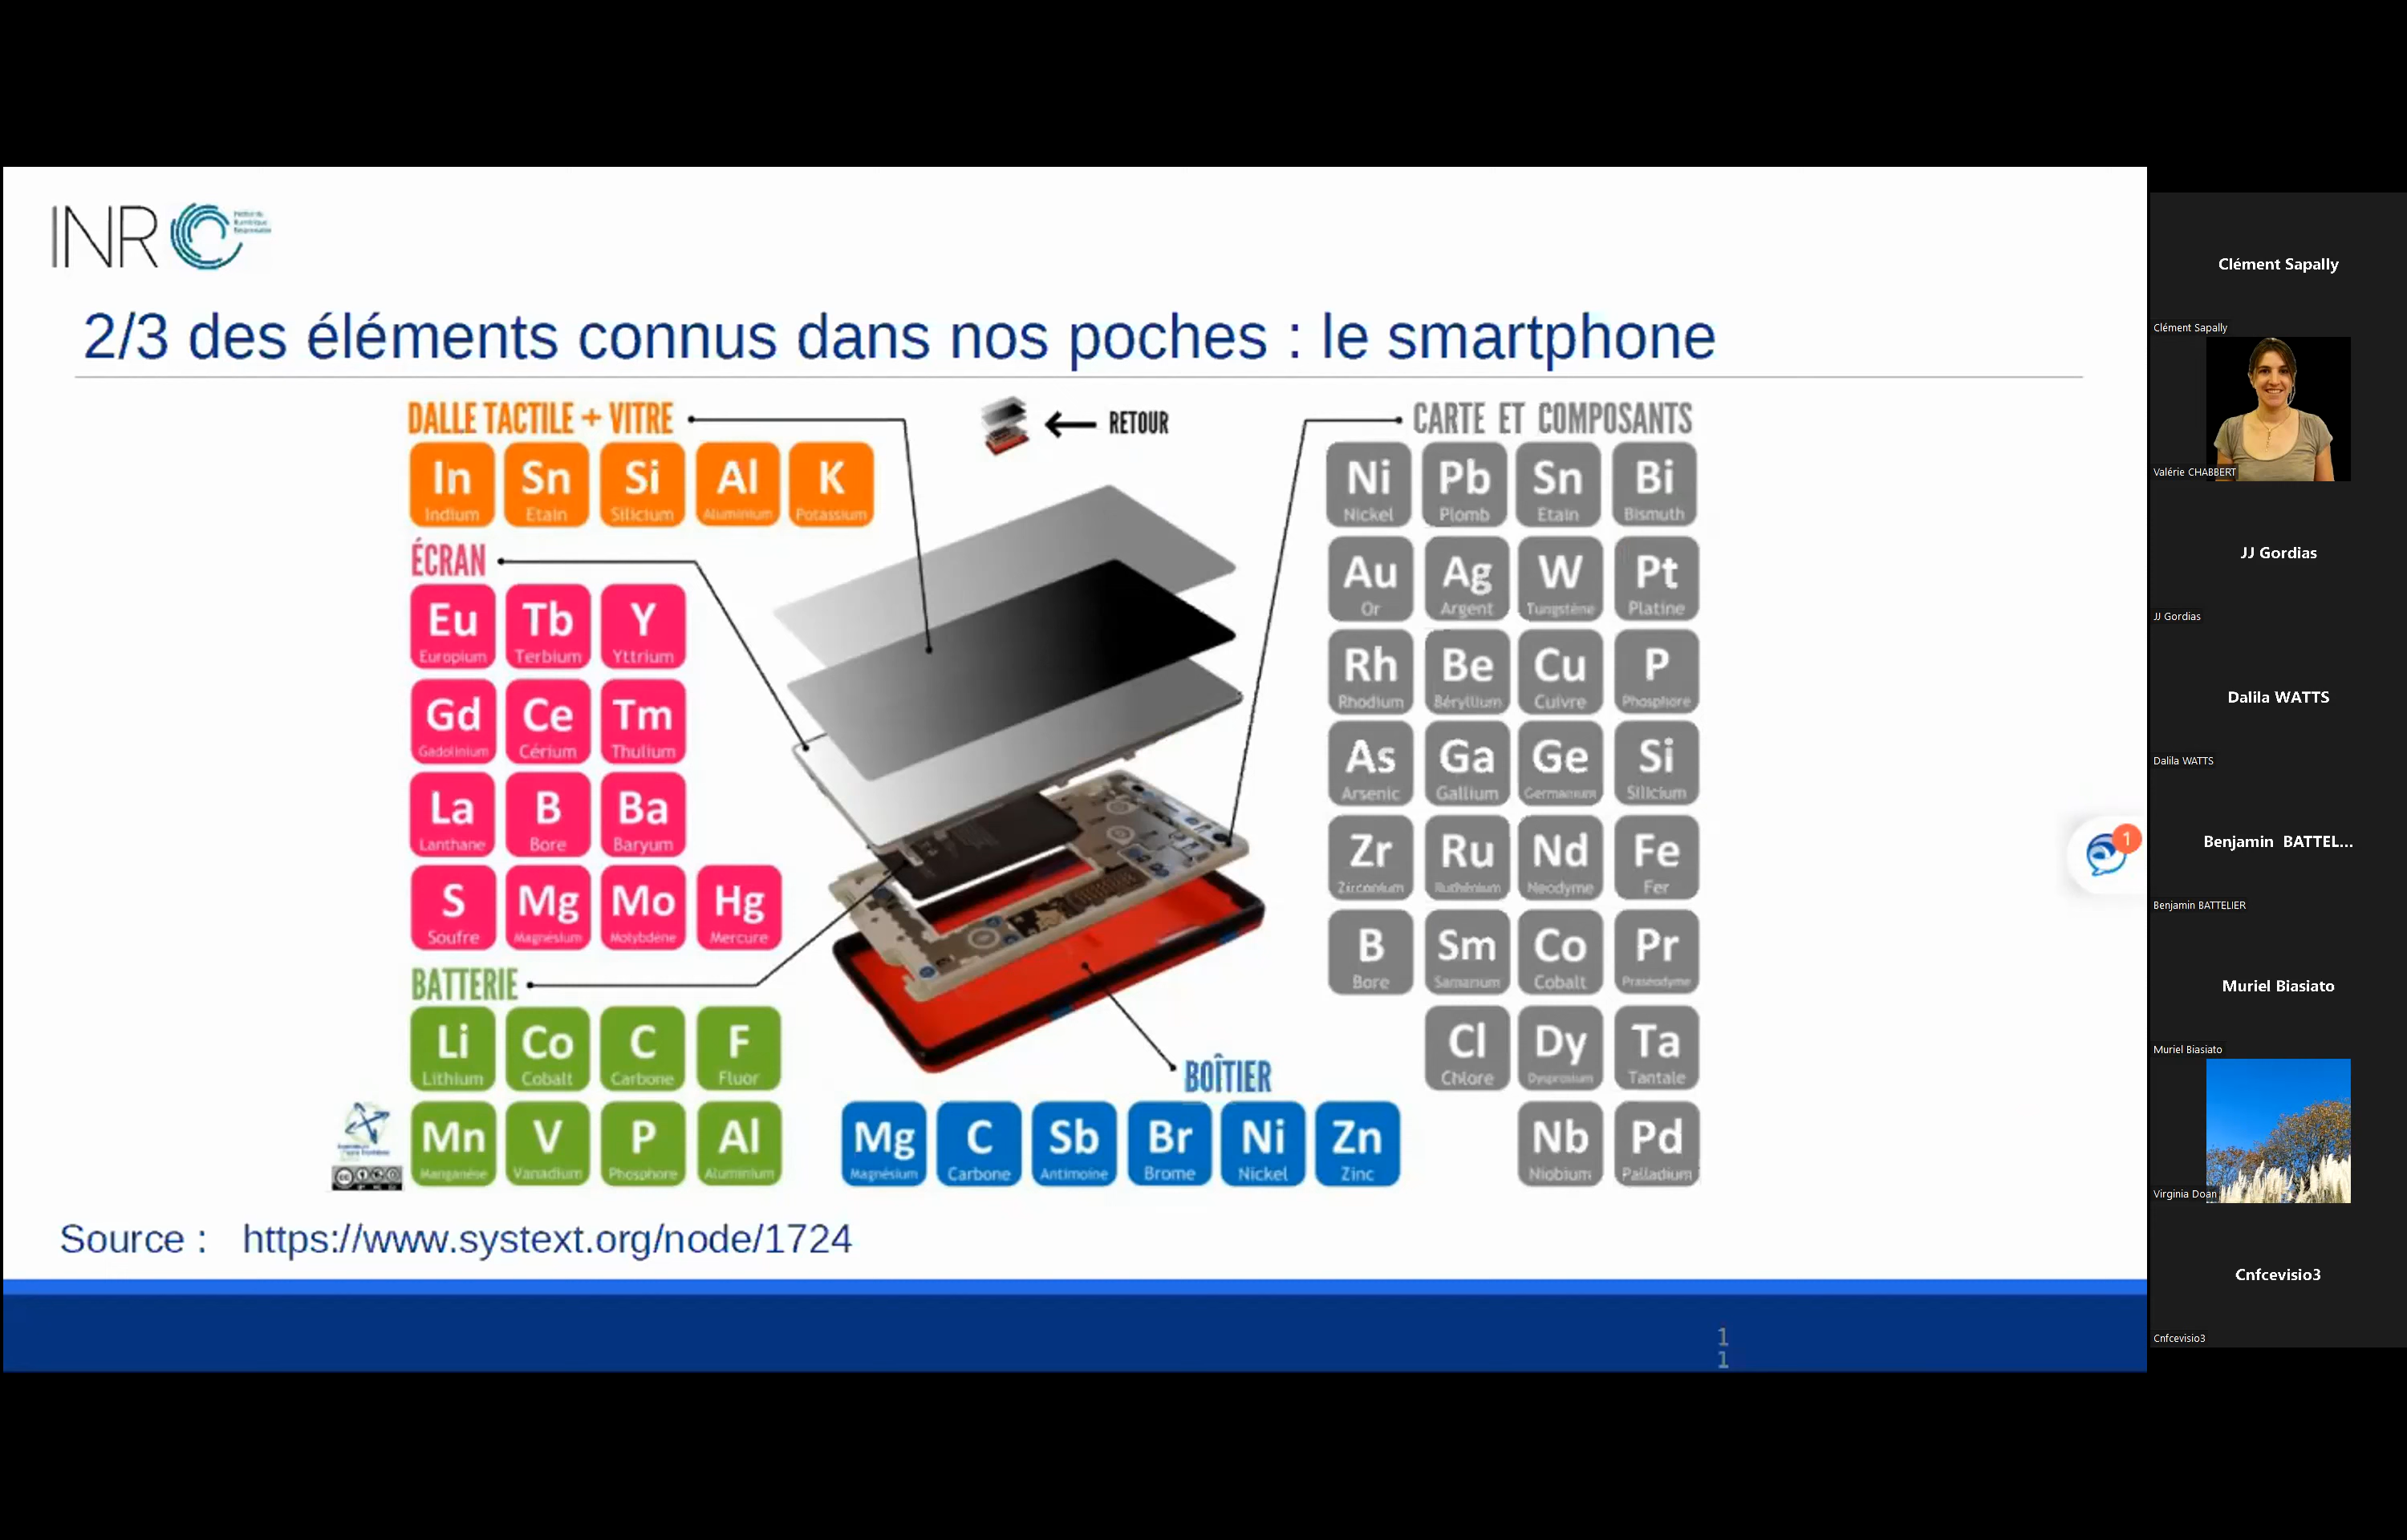 INR
Institut du
Numérique
Responsable
2/3 des éléments connus dans nos poches : le smartphone
DALLE TACTILE + VITRE
In Sn Si Al K
Indium Etain Silicium Aluminium Potassium
ÉCRAN
Eu Tb Y
Europium Terbium Yttrium
Gd Ce Tm
Gadolinium Cérium Thulium
La B Ba
Lanthane Bore Baryum
S Mg Mo Hg
Soufre Magnésium Molybdène Mercure
BATTERIE
Li Co C F
Lithium Cobalt Carbone Fluor
Mn V P Al
Manganèse Vanadium Phosphore Aluminium
RETOUR
BOÎTIER
Mg C Sb Br Ni Zn
Magnésium Carbone Antimoine Brome Nickel Zinc
CARTE ET COMPOSANTS
Ni Pb Sn Bi
Nickel Plomb Etain Bismuth
Au Ag W Pt
Or Argent Tungstène Platine
Rh Be Cu P
Rhodium Béryllium Cuivre Phosphore
As Ga Ge Si
Arsenic Gallium Germanium Silicium
Zr Ru Nd Fe
Zirconium Ruthénium Néodyme Fer
B Sm Co Pr
Bore Samarium Cobalt Praséodyme
Cl Dy Ta
Chlore Dysprosium Tantale
Nb Pd
Niobium Palladium
Source : https://www.systext.org/node/1724
1
1
1
Clément Sapally
Clément Sapally
Valérie CHABBERT
JJ Gordias
JJ Gordias
Dalila WATTS
Dalila WATTS
Benjamin BATTEL...
Benjamin BATTELIER
Muriel Biasiato
Muriel Biasiato
Virginia Doan
Cnfcevisio3
Cnfcevisio3